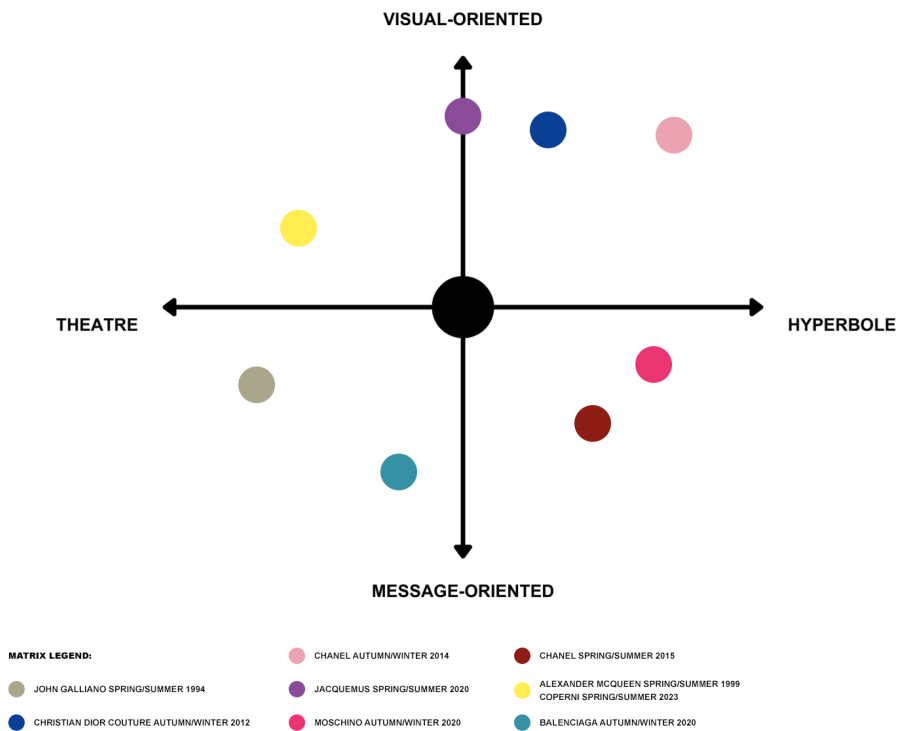 VISUAL-ORIENTED
THEATRE
HYPERBOLE
MESSAGE-ORIENTED
MATRIX LEGEND:
JOHN GALLIANO SPRING/SUMMER 1994
CHRISTIAN DIOR COUTURE AUTUMN/WINTER 2012
CHANEL AUTUMN/WINTER 2014
JACQUEMUS SPRING/SUMMER 2020
MOSCHINO AUTUMN/WINTER 2020
CHANEL SPRING/SUMMER 2015
ALEXANDER MCQUEEN SPRING/SUMMER 1999
COPERNI SPRING/SUMMER 2023
BALENCIAGA AUTUMN/WINTER 2020